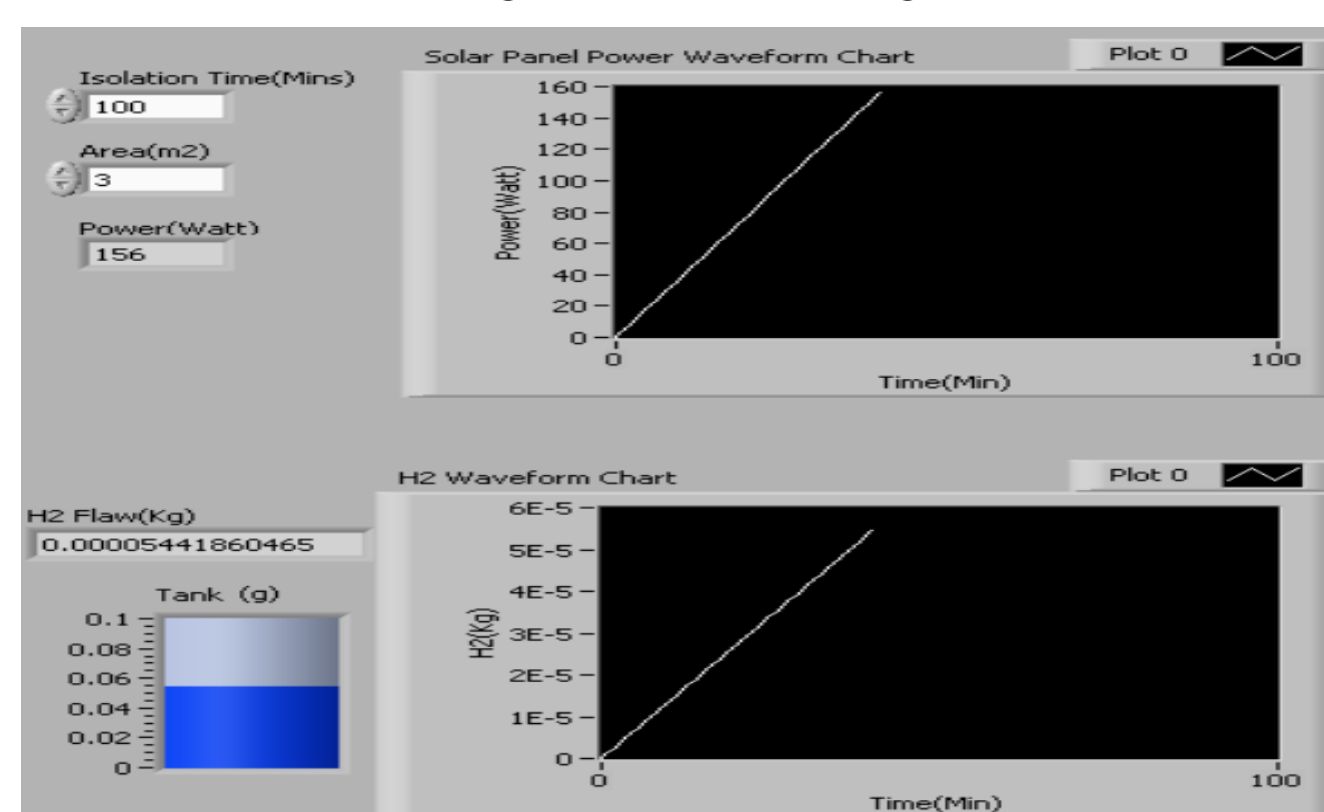 Isolation Time(Mins)
100
Area(m2)
3
Power(Watt)
156
Solar Panel Power Waveform Chart
Plot 0
160
140
120
100
80
60
40
20
0
Power(Watt)
0
100
Time(Min)
H2 Flaw(Kg)
0.00005441860465
Tank (g)
0.1
0.08
0.06
0.04
0.02
0
H2 Waveform Chart
Plot 0
6E-5
5E-5
4E-5
3E-5
2E-5
1E-5
0
H2(Kg)
0
100
Time(Min)